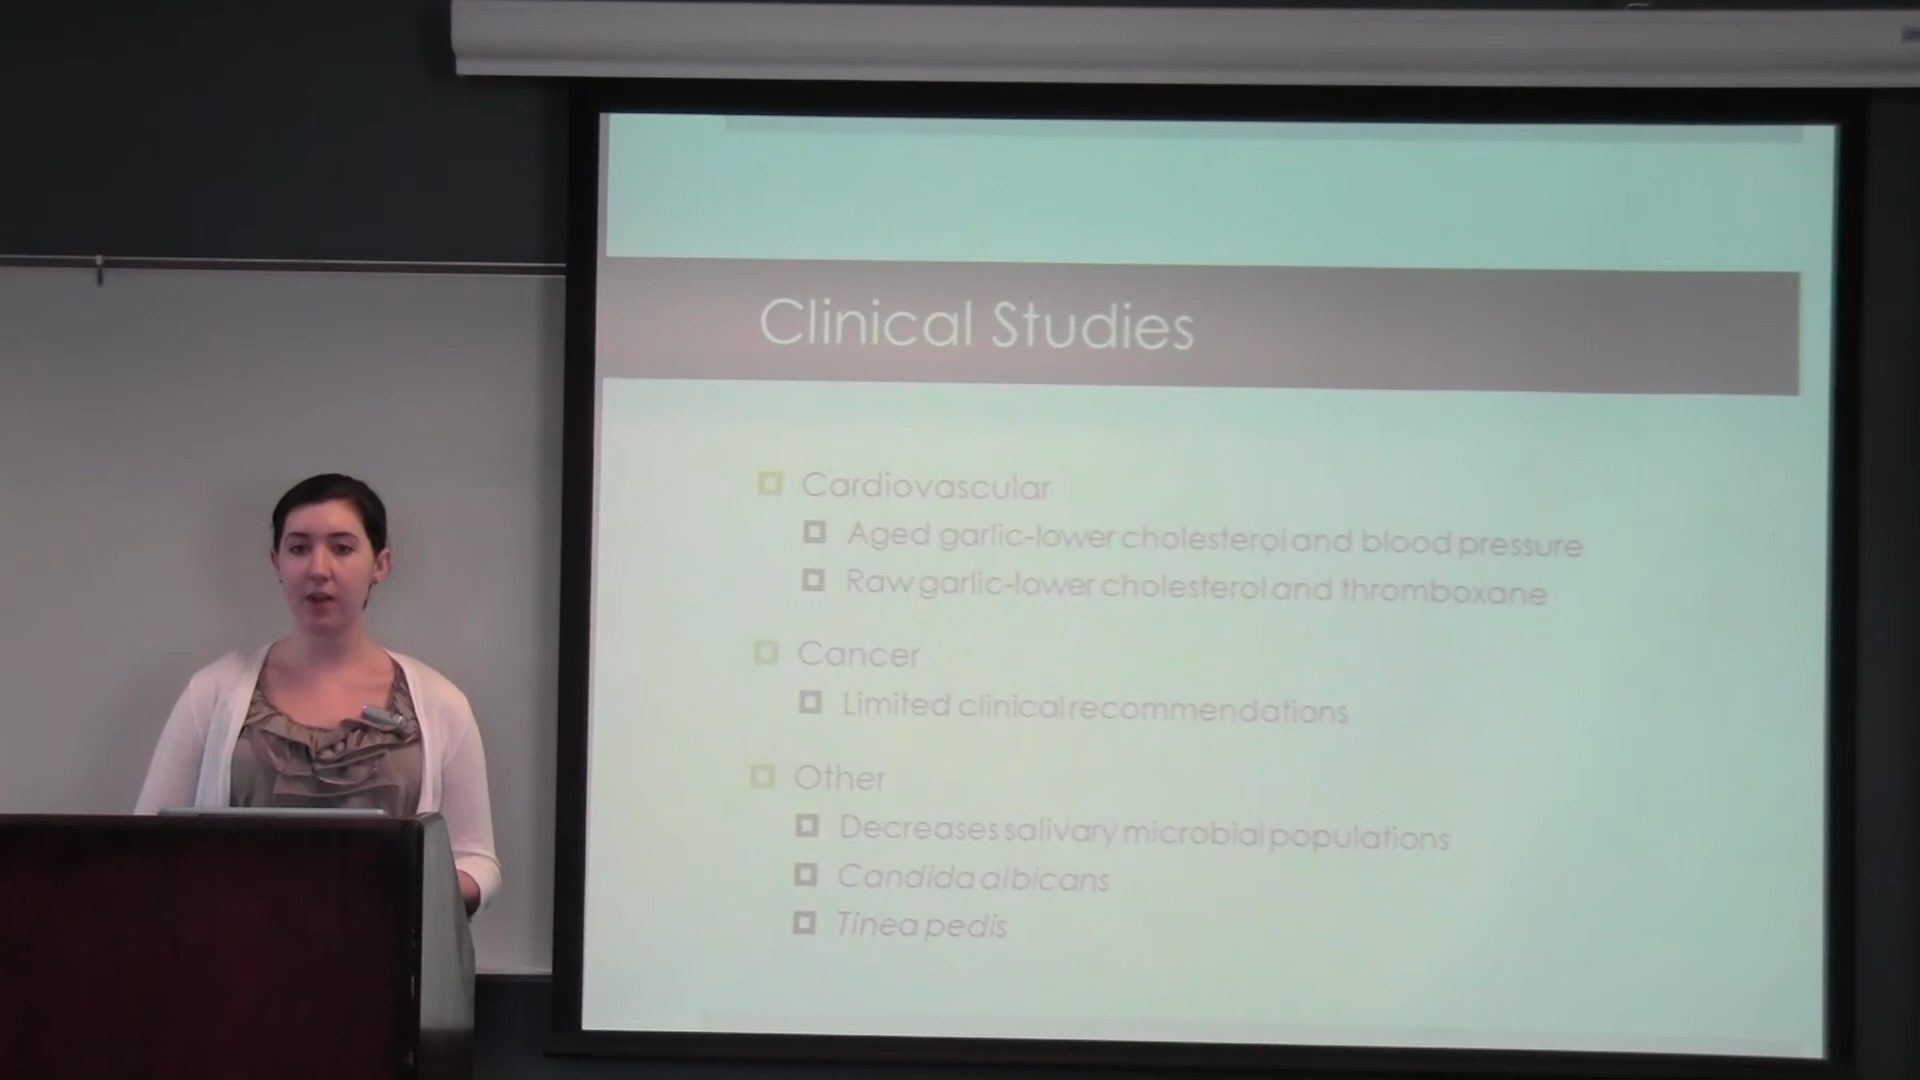 Clinical Studies
Cardiovascular
Aged garlic-lower cholesterol and blood pressure
Raw garlic-lower cholesterol and thromboxane
Cancer
Limited clinical recommendations
Other
Decreases salivary microbial populations
Candida albicans
Tinea pedis